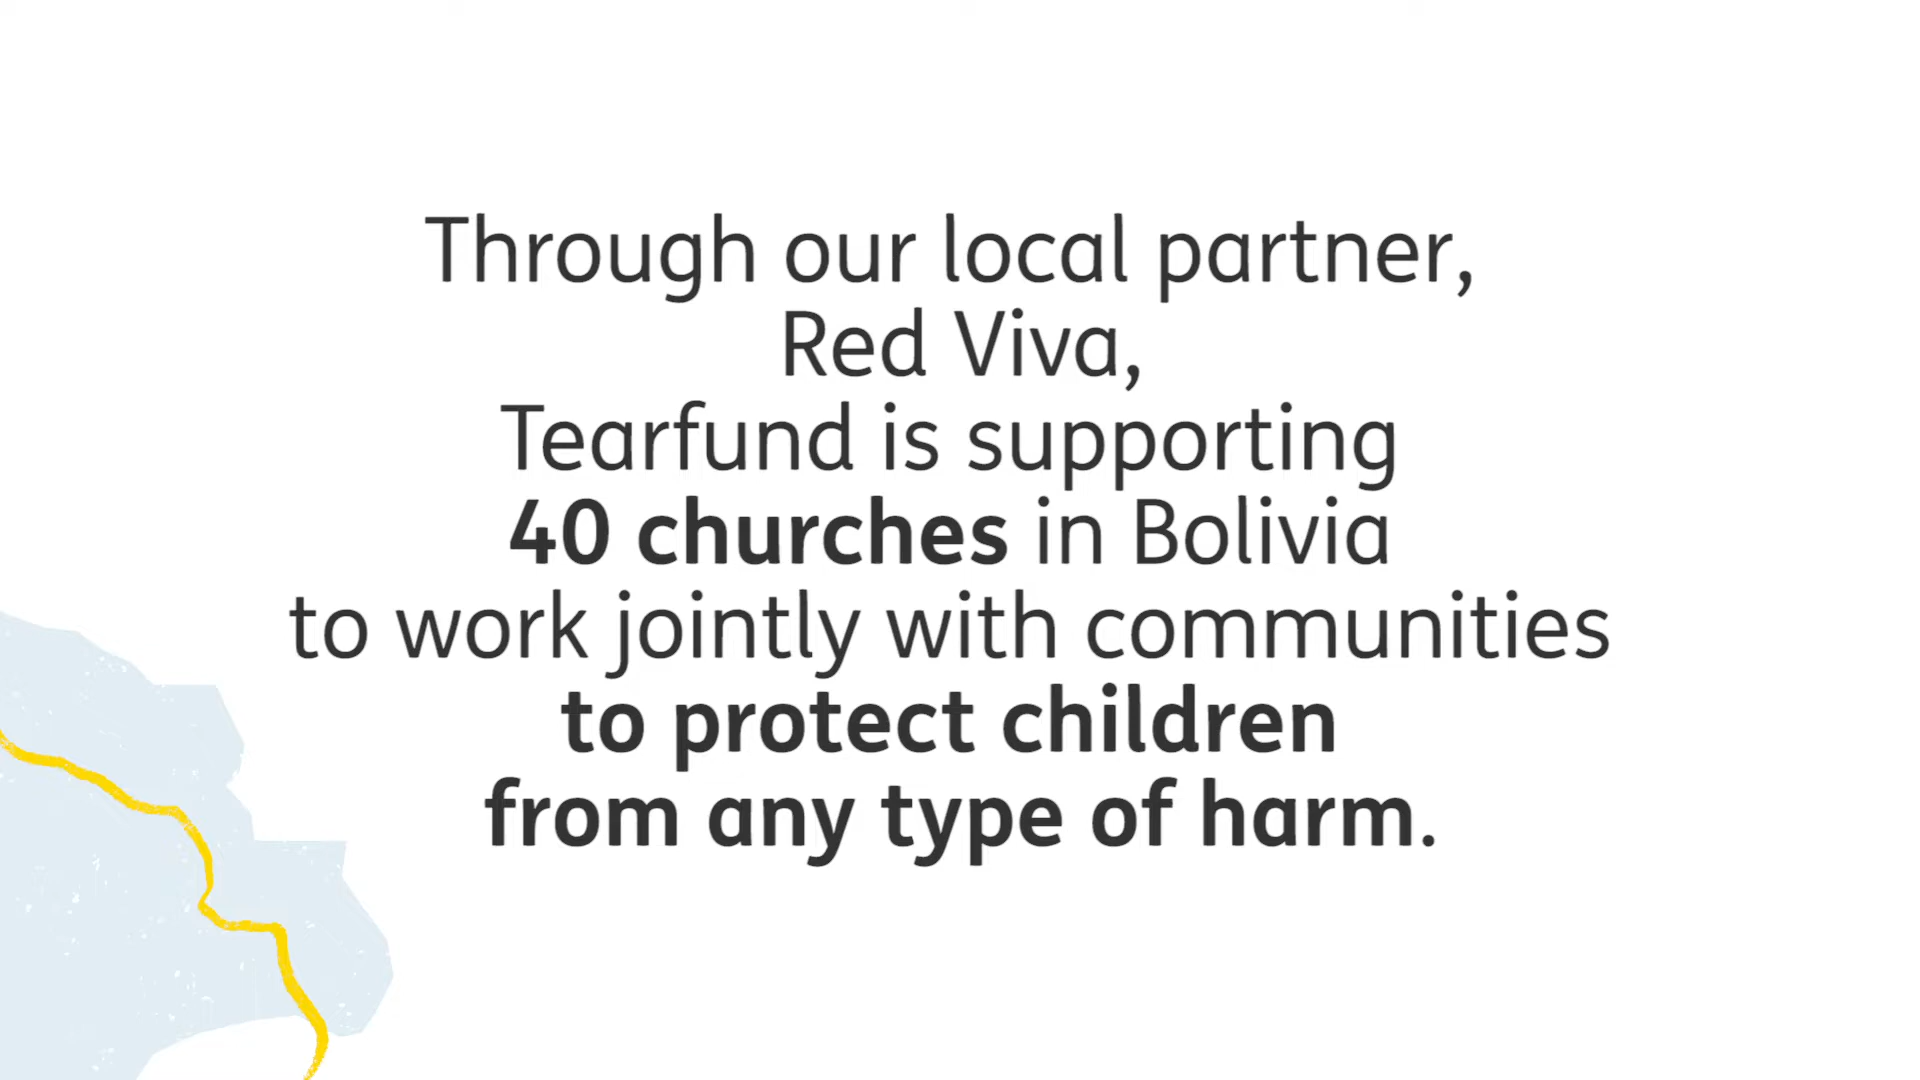 Through our local partner,
Red Viva,
Tearfund is supporting
40 churches in Bolivia
to work jointly with communities
to protect children
from any type of harm.